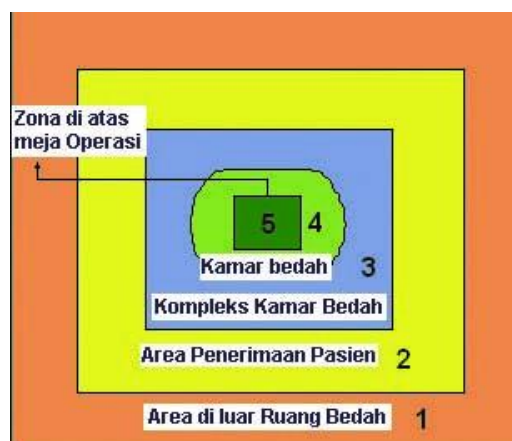 Zona di atas
meja Operasi
5 4
Kamar bedah
3
Kompleks Kamar Bedah
Area Penerimaan Pasien 2
Area di luar Ruang Bedah 1